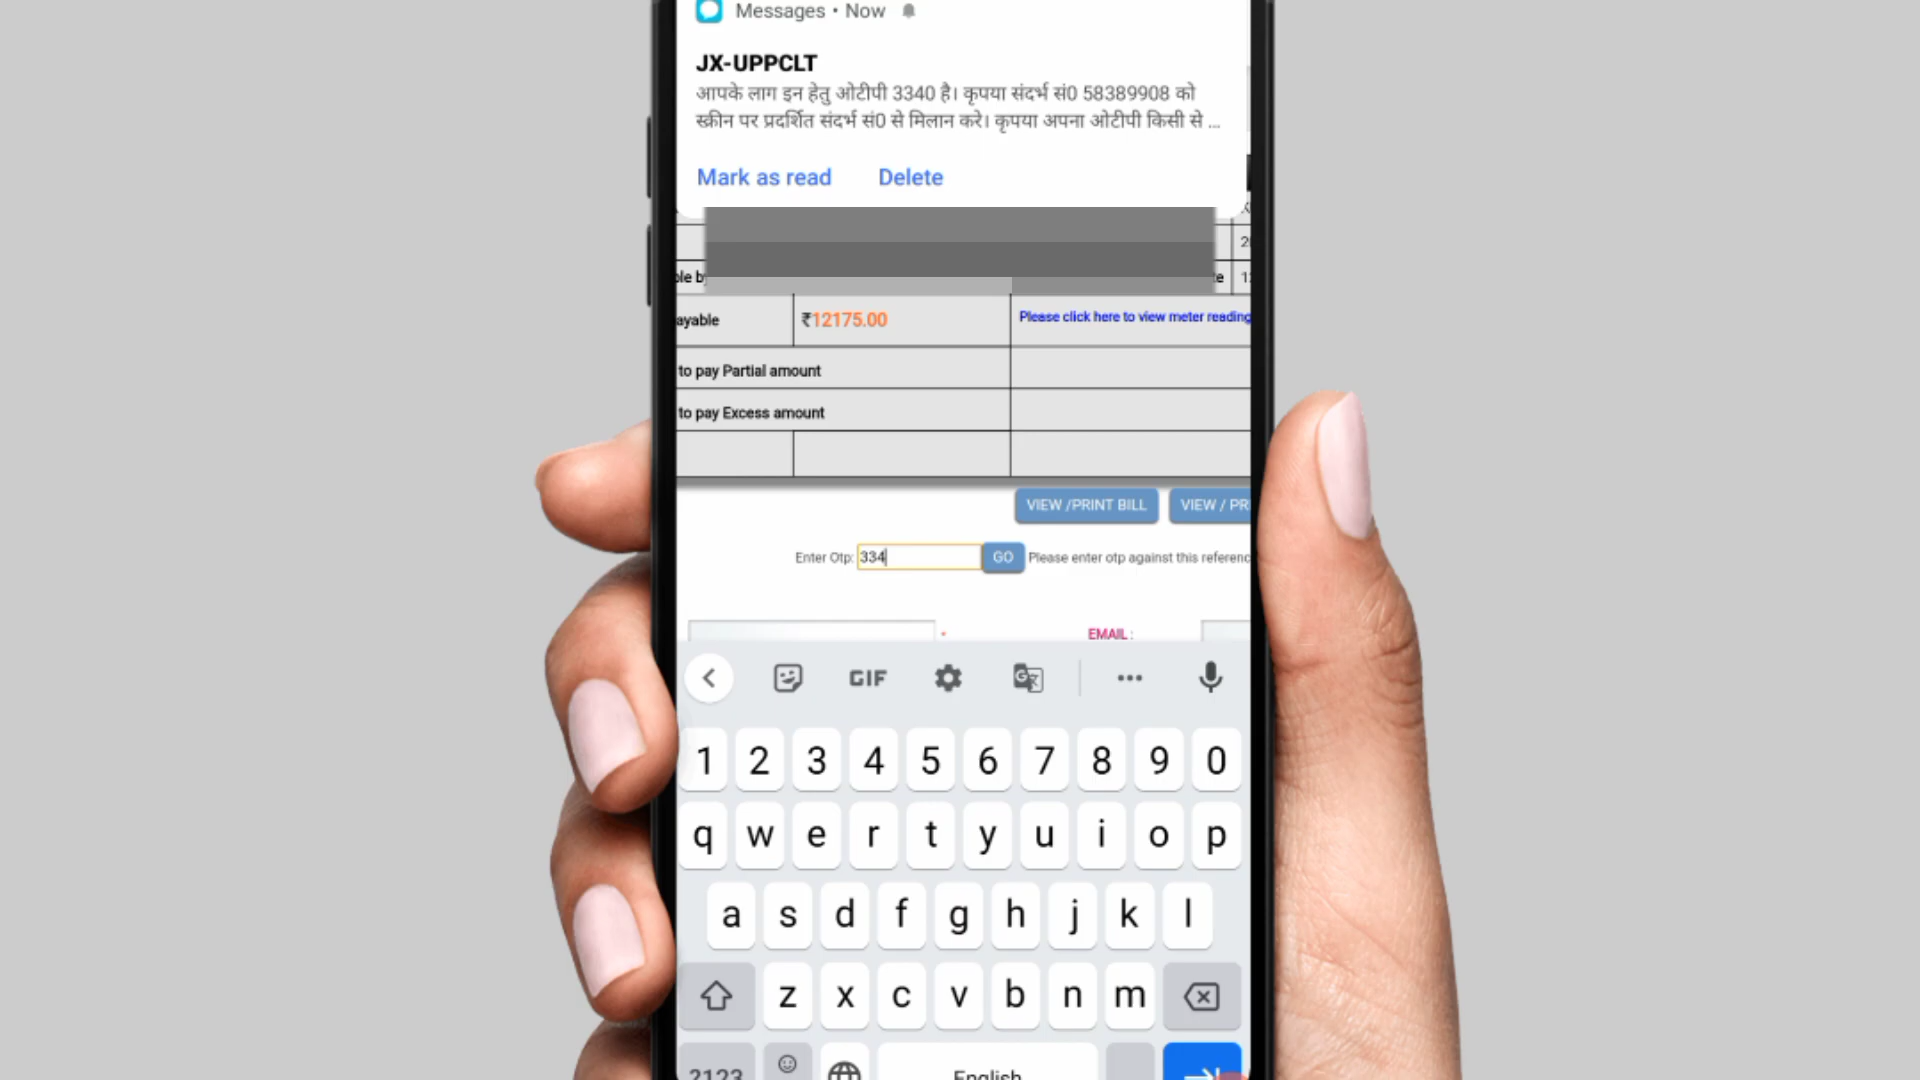 Messages • Now
JX-UPPCLT
आपके लाग इन हेतु ओटीपी 3340 है। कृपया संदर्भ सं0 58389908 को
स्क्रीन पर प्रदर्शित संदर्भ सं0 से मिलान करे। कृपया अपना ओटीपी किसी से ...
Mark as read Delete
ayable ₹12175.00 Please click here to view meter reading
to pay Partial amount
to pay Excess amount
VIEW /PRINT BILL VIEW / PR
Enter Otp: 334 GO Please enter otp against this referenc
* EMAIL :
GIF
1 2 3 4 5 6 7 8 9 0
q w e r t y u i o p
a s d f g h j k l
z x c v b n m
?123 English